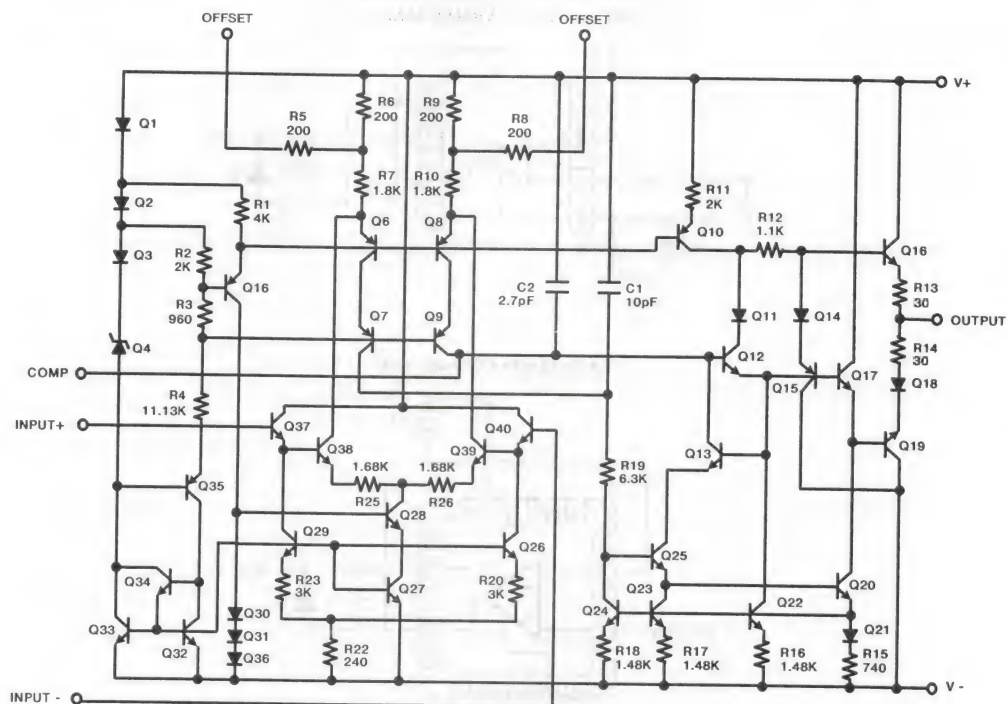 OFFSET
OFFSET
V+
R6
200
R9
200
R5
200
R8
200
Q1
R7
1.8K
R10
1.8K
R11
2K
Q2
R1
4K
Q6
Q8
Q10
R12
1.1K
Q16
Q3
R2
2K
R13
30
Q16
C2
2.7pF
C1
10pF
R3
960
Q7
Q9
Q11
Q14
OUTPUT
Q4
R14
30
Q12
COMP
Q15
Q17
Q18
R4
11.13K
INPUT+
Q37
Q40
Q38
Q39
Q13
Q19
1.68K
1.68K
R19
6.3K
Q35
R25
R26
Q28
Q29
Q26
Q25
Q34
R23
3K
Q27
R20
3K
Q23
Q20
Q24
Q22
Q33
Q30
Q21
Q32
Q31
R22
240
R18
1.48K
R17
1.48K
R16
1.48K
R15
740
Q36
V-
INPUT -